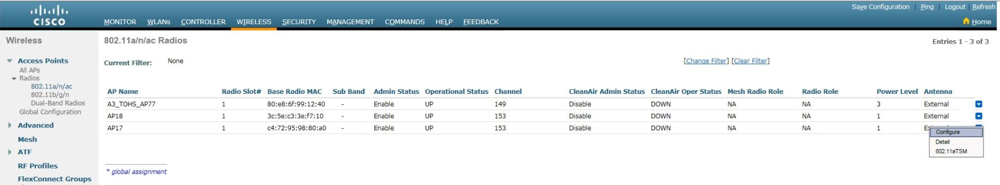 Save Configuration | Ping | Logout | Refresh
CISCO
MONITOR WLANs CONTROLLER WIRELESS SECURITY MANAGEMENT COMMANDS HELP FEEDBACK
Home
Wireless
Access Points
All APs
Radios
802.11a/n/ac
802.11b/g/n
Dual-Band Radios
Global Configuration
Advanced
Mesh
ATF
RF Profiles
FlexConnect Groups
802.11a/n/ac Radios
Entries 1 - 3 of 3
Current Filter: None [Change Filter] [Clear Filter]
AP Name Radio Slot# Base Radio MAC Sub Band Admin Status Operational Status Channel CleanAir Admin Status CleanAir Oper Status Mesh Radio Role Radio Role Power Level Antenna
A3_TOHS_AP77 1 80:e8:6f:99:12:40 - Enable UP 149 Disable DOWN NA NA 3 External
AP18 1 3c:5e:c3:3e:f7:10 - Enable UP 153 Disable DOWN NA NA 1 External
AP17 1 c4:72:95:98:80:a0 - Enable UP 153 Disable DOWN NA NA 1
Configure
Detail
802.11aTSM
* global assignment